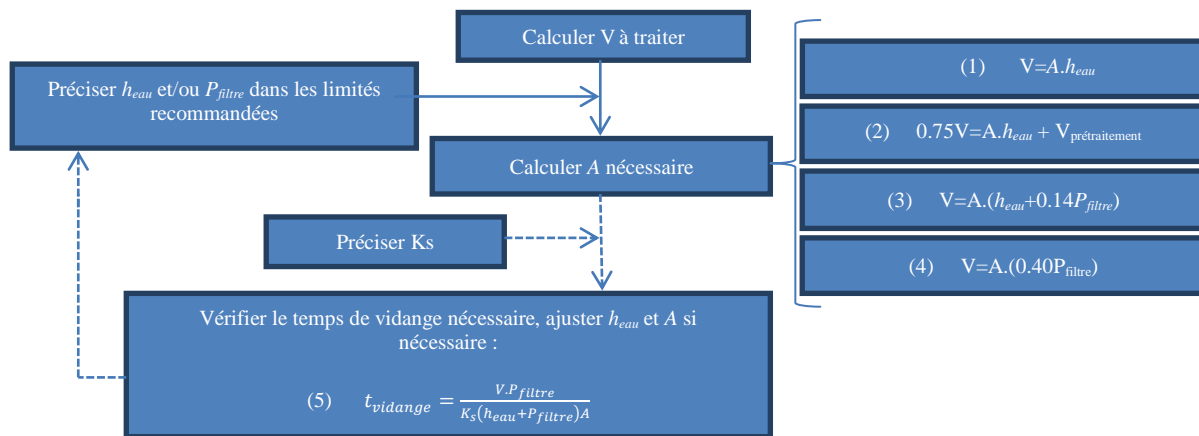 Calculer V à traiter
Préciser heau et/ou Pfiltre dans les limités
recommandées
Calculer A nécessaire
(1) V=A.heau
(2) 0.75V=A.heau + Vprétraitement
(3) V=A.(heau+0.14Pfiltre)
(4) V=A.(0.40Pfiltre)
Préciser Ks
Vérifier le temps de vidange nécessaire, ajuster heau et A si
nécessaire :
(5) tvidange = V.Pfiltre / Ks(heau+Pfiltre)A